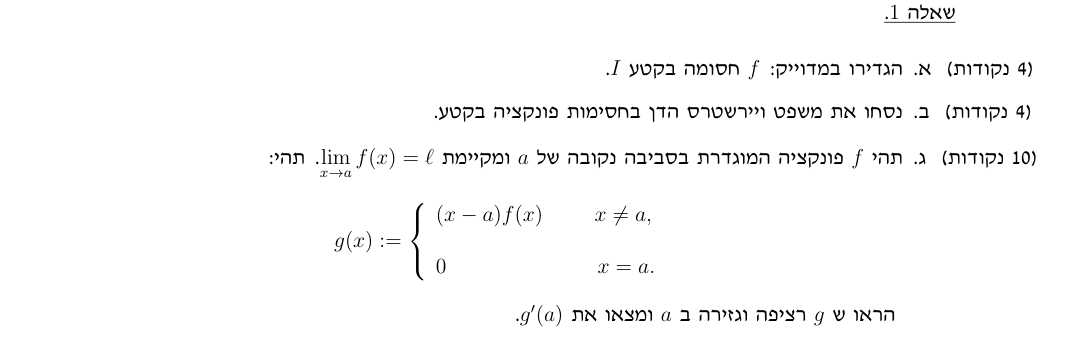 שאלה 1.
(4 נקודות) א. הגדירו במדוייק: f חסומה בקטע I.
(4 נקודות) ב. נסחו את משפט ויירשטרס הדן בחסימות פונקציה בקטע.
(10 נקודות) ג. תהי f פונקציה המוגדרת בסביבה נקובה של a ומקיימת lim_{x→a} f(x) = ℓ. תהי:
g(x) := { (x − a)f(x) x ≠ a,
0 x = a.
הראו ש g רציפה וגזירה ב a ומצאו את g′(a).